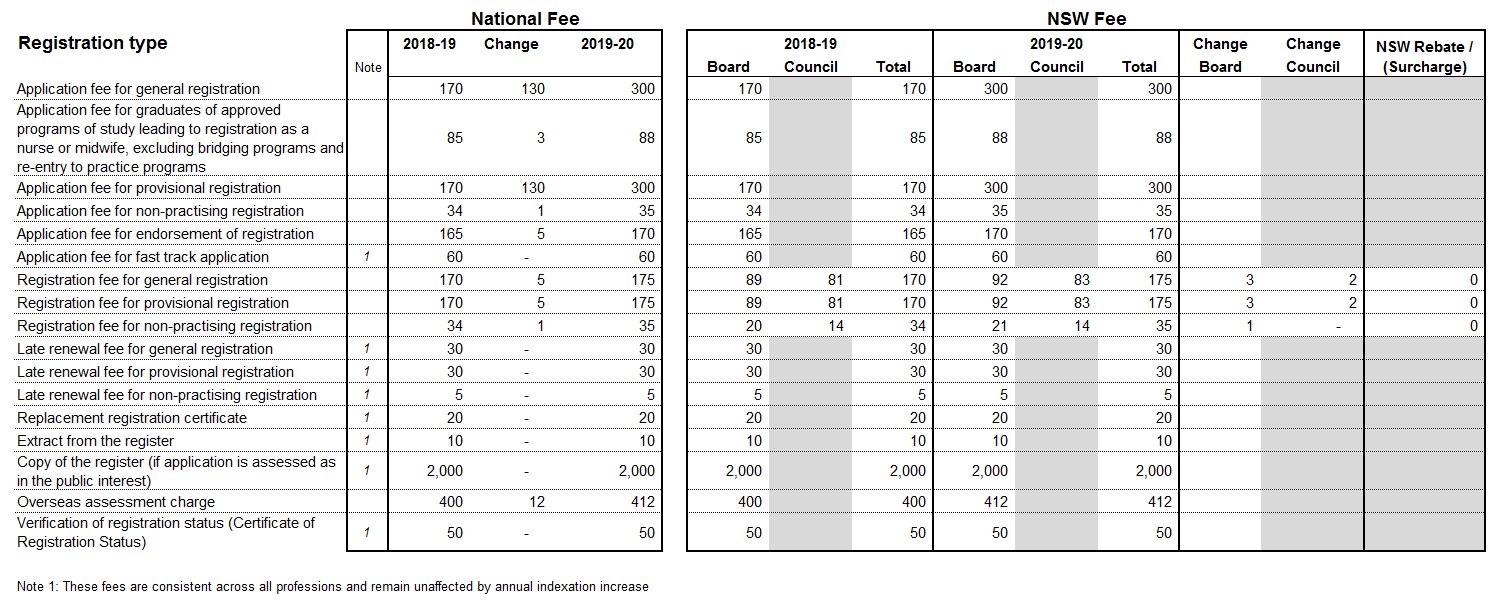 National Fee NSW Fee
Registration type 2018-19 Change 2019-20 2018-19 2019-20 Change Change NSW Rebate /
Note Board Council Total Board Council Total Board Council (Surcharge)
Application fee for general registration 170 130 300 170 170 300 300
Application fee for graduates of approved
programs of study leading to registration as a
nurse or midwife, excluding bridging programs and
re-entry to practice programs 85 3 88 85 85 88 88
Application fee for provisional registration 170 130 300 170 170 300 300
Application fee for non-practising registration 34 1 35 34 34 35 35
Application fee for endorsement of registration 165 5 170 165 165 170 170
Application fee for fast track application 1 60 - 60 60 60 60 60
Registration fee for general registration 170 5 175 89 81 170 92 83 175 3 2 0
Registration fee for provisional registration 170 5 175 89 81 170 92 83 175 3 2 0
Registration fee for non-practising registration 34 1 35 20 14 34 21 14 35 1 - 0
Late renewal fee for general registration 1 30 - 30 30 30 30 30
Late renewal fee for provisional registration 1 30 - 30 30 30 30 30
Late renewal fee for non-practising registration 1 5 - 5 5 5 5 5
Replacement registration certificate 1 20 - 20 20 20 20 20
Extract from the register 1 10 - 10 10 10 10 10
Copy of the register (if application is assessed as
in the public interest) 1 2,000 - 2,000 2,000 2,000 2,000 2,000
Overseas assessment charge 400 12 412 400 400 412 412
Verification of registration status (Certificate of
Registration Status) 1 50 - 50 50 50 50 50
Note 1: These fees are consistent across all professions and remain unaffected by annual indexation increase